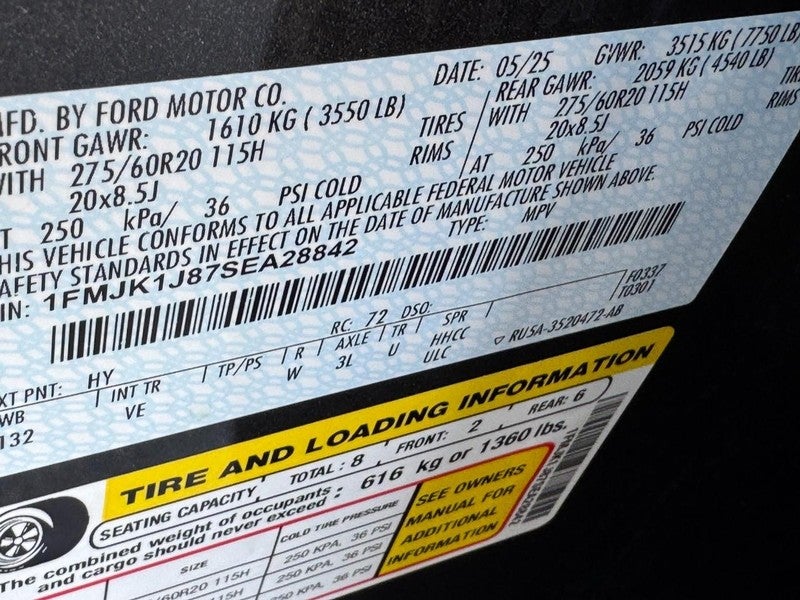 MFD. BY FORD MOTOR CO.
DATE: 05/25 GVWR: 3515 KG ( 7750 LB)
FRONT GAWR: 1610 KG ( 3550 LB)
REAR GAWR: 2059 KG ( 4540 LB)
WITH 275/60R20 115H TIRES
WITH 275/60R20 115H TIRES
20x8.5J RIMS
20x8.5J RIMS
AT 250 kPa/ 36 PSI COLD
AT 250 kPa/ 36 PSI COLD
THIS VEHICLE CONFORMS TO ALL APPLICABLE FEDERAL MOTOR VEHICLE
SAFETY STANDARDS IN EFFECT ON THE DATE OF MANUFACTURE SHOWN ABOVE.
VIN: 1FMJK1J87SEA28842 TYPE: MPV
F0337
T0301
EXT PNT: HY RC: 72 DSO:
WB INT TR TP/PS R AXLE TR SPR
132 VE W 3L U HHCC
ULC
RU5A-3520472-AB
TIRE AND LOADING INFORMATION
SEATING CAPACITY TOTAL: 8 FRONT: 2 REAR: 6
The combined weight of occupants
and cargo should never exceed : 616 kg or 1360 lbs.
SIZE COLD TIRE PRESSURE
60R20 115H 250 KPA, 36 PSI
250 KPA, 36 PSI
250 KPA, 36 PSI
SEE OWNERS
MANUAL FOR
ADDITIONAL
INFORMATION